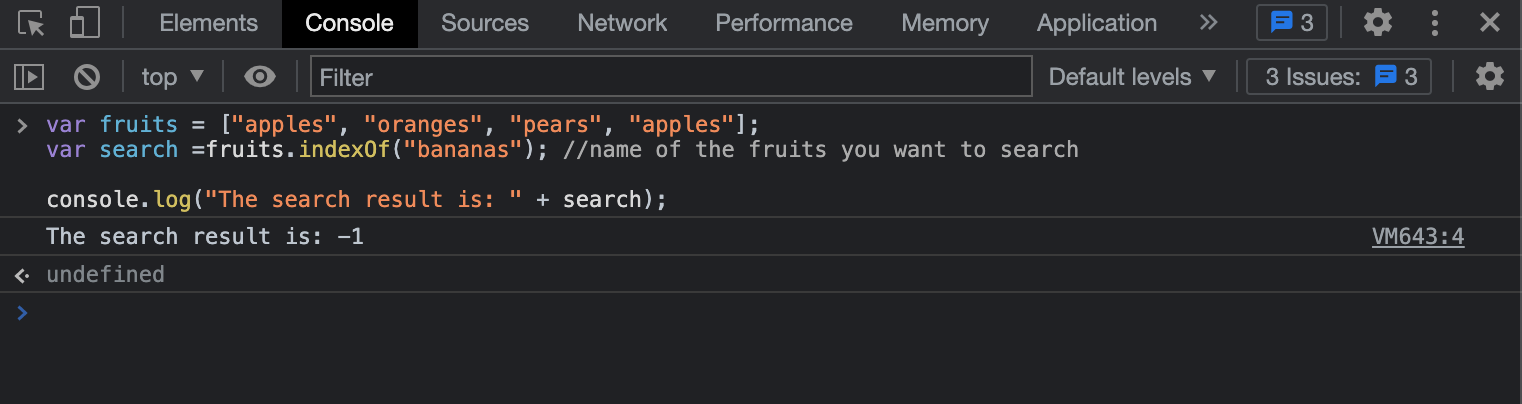 Elements Console Sources Network Performance Memory Application » 3
top ▼ Filter Default levels ▼ 3 Issues: 3
> var fruits = ["apples", "oranges", "pears", "apples"];
var search =fruits.indexOf("bananas"); //name of the fruits you want to search
console.log("The search result is: " + search);
The search result is: -1 VM643:4
undefined
>